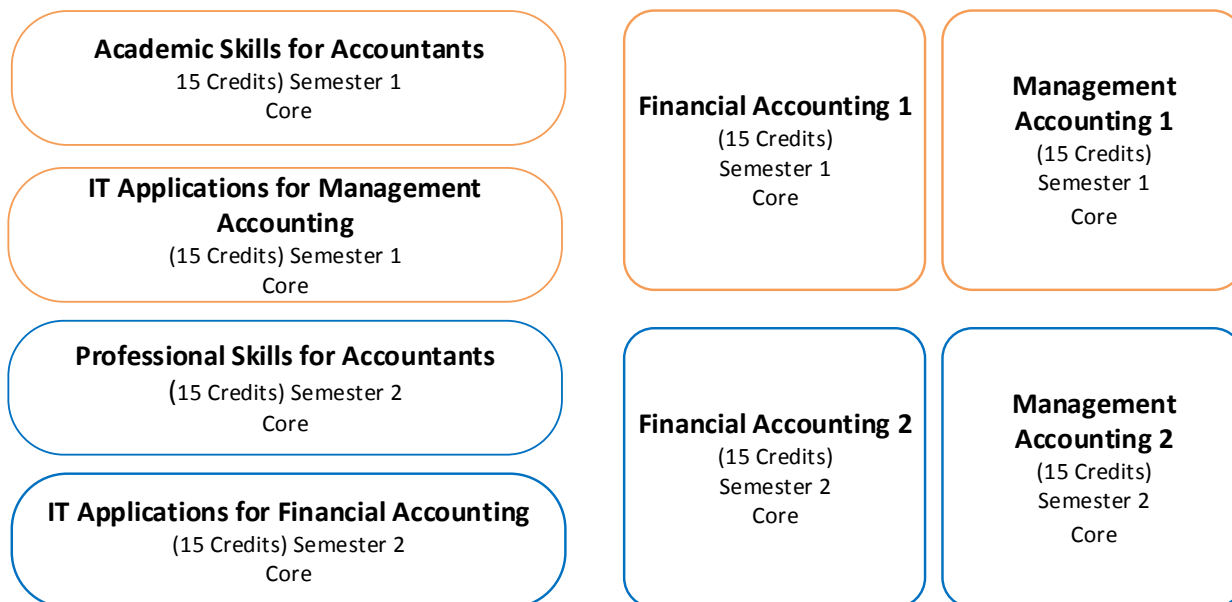 Academic Skills for Accountants
15 Credits) Semester 1
Core
IT Applications for Management
Accounting
(15 Credits) Semester 1
Core
Financial Accounting 1
(15 Credits)
Semester 1
Core
Management
Accounting 1
(15 Credits)
Semester 1
Core
Professional Skills for Accountants
(15 Credits) Semester 2
Core
IT Applications for Financial Accounting
(15 Credits) Semester 2
Core
Financial Accounting 2
(15 Credits)
Semester 2
Core
Management
Accounting 2
(15 Credits)
Semester 2
Core